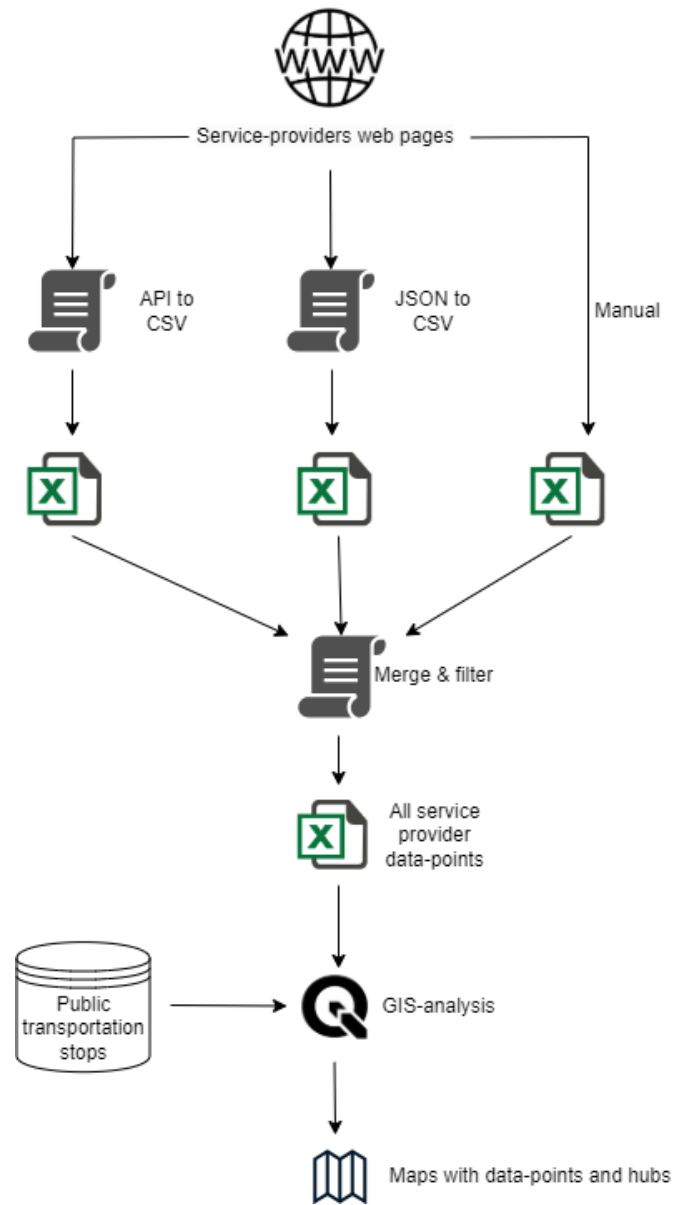 WWW
Service-providers web pages
API to
CSV
JSON to
CSV
Manual
X
X
X
Merge & filter
X
All service
provider
data-points
Public
transportation
stops
GIS-analysis
Maps with data-points and hubs